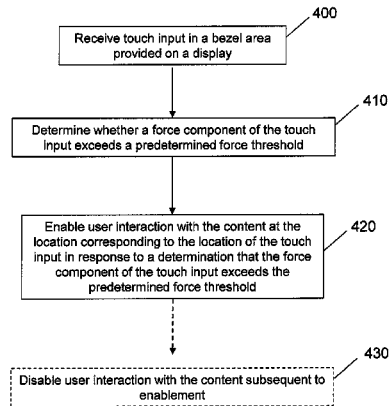 400
Receive touch input in a bezel area
provided on a display
410
Determine whether a force component of the touch
input exceeds a predetermined force threshold
420
Enable user interaction with the content at the
location corresponding to the location of the touch
input in response to a determination that the force
component of the touch input exceeds the
predetermined force threshold
430
Disable user interaction with the content subsequent to
enablement